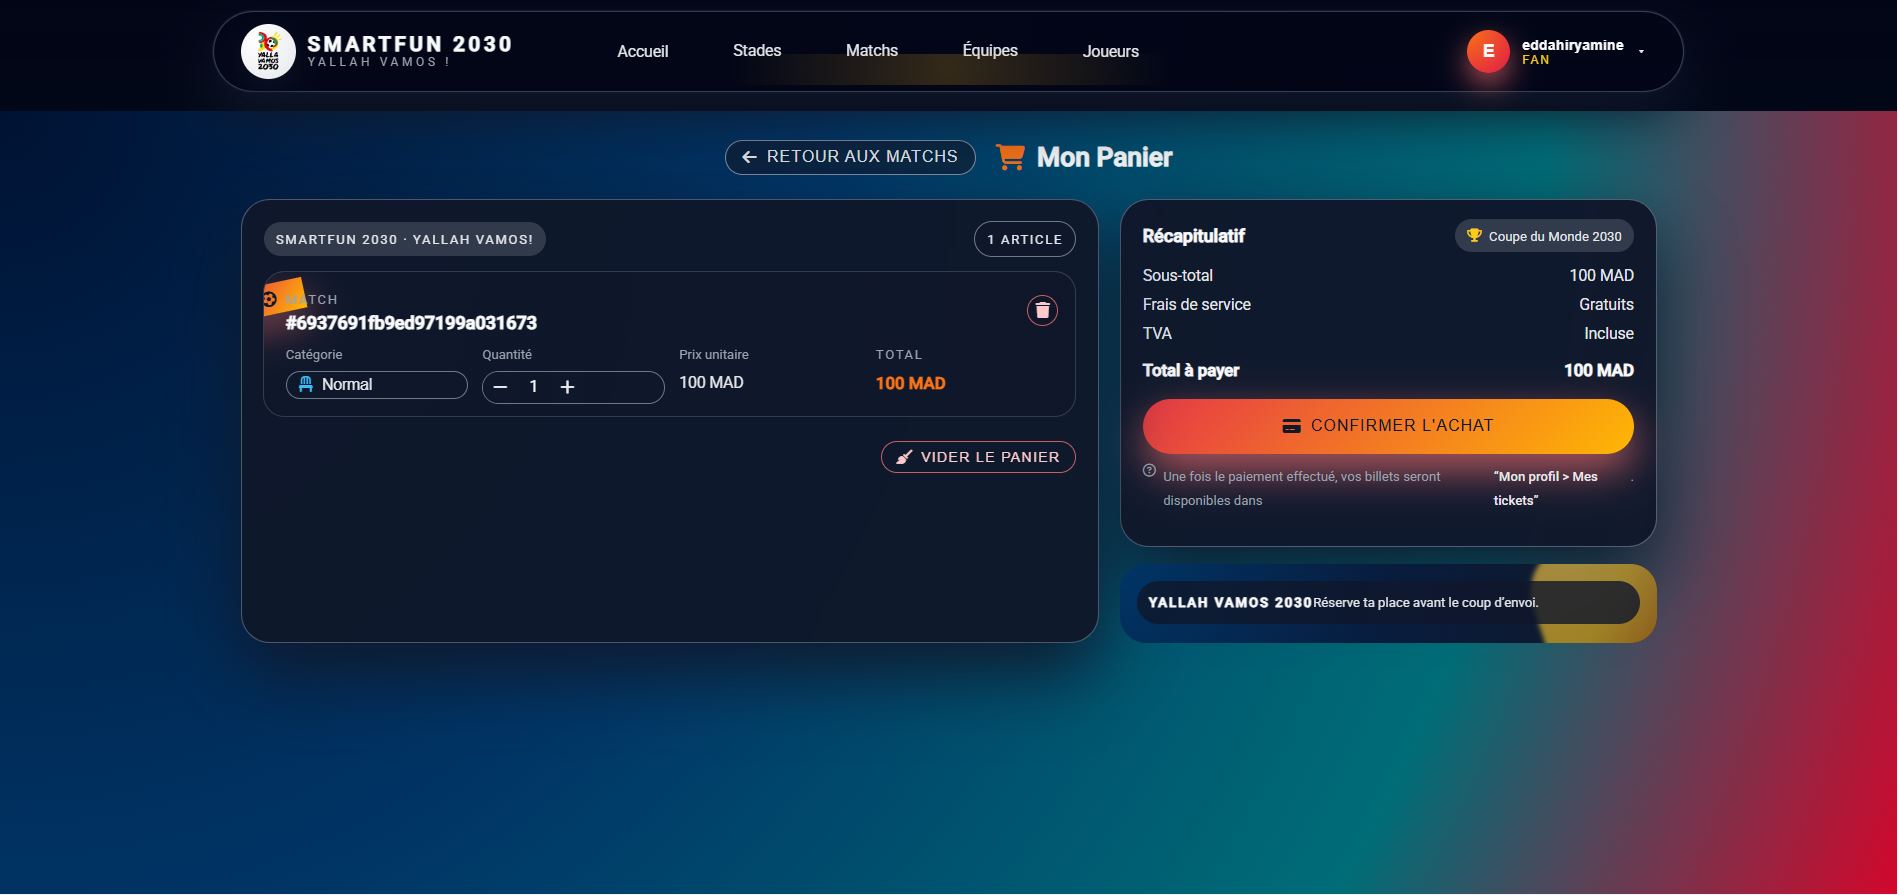 YALLA
VAMOS
2030
SMARTFUN 2030
YALLAH VAMOS !
Accueil
Stades
Matchs
Équipes
Joueurs
E
eddahiryamine
FAN
RETOUR AUX MATCHS
Mon Panier
SMARTFUN 2030 · YALLAH VAMOS!
1 ARTICLE
MATCH
#6937691fb9ed97199a031673
Catégorie
Quantité
Prix unitaire
TOTAL
Normal
1
100 MAD
100 MAD
VIDER LE PANIER
Récapitulatif
Coupe du Monde 2030
Sous-total
100 MAD
Frais de service
Gratuits
TVA
Incluse
Total à payer
100 MAD
CONFIRMER L'ACHAT
Une fois le paiement effectué, vos billets seront
disponibles dans
“Mon profil > Mes
tickets”
.
YALLAH VAMOS 2030Réserve ta place avant le coup d’envoi.